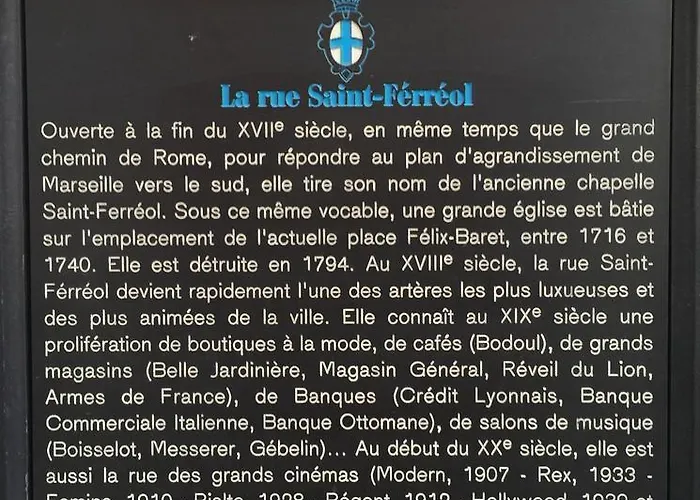 La rue Saint-Férréol
Ouverte à la fin du XVIIe siècle, en même temps que le grand
chemin de Rome, pour répondre au plan d'agrandissement de
Marseille vers le sud, elle tire son nom de l'ancienne chapelle
Saint-Ferréol. Sous ce même vocable, une grande église est bâtie
sur l'emplacement de l'actuelle place Félix-Baret, entre 1716 et
1740. Elle est détruite en 1794. Au XVIIIe siècle, la rue Saint-
Férréol devient rapidement l'une des artères les plus luxueuses et
des plus animées de la ville. Elle connaît au XIXe siècle une
prolifération de boutiques à la mode, de cafés (Bodoul), de grands
magasins (Belle Jardinière, Magasin Général, Réveil du Lion,
Armes de France), de Banques (Crédit Lyonnais, Banque
Commerciale Italienne, Banque Ottomane), de salons de musique
(Boisselot, Messerer, Gébelin)... Au début du XXe siècle, elle est
aussi la rue des grands cinémas (Modern, 1907 - Rex, 1933 -